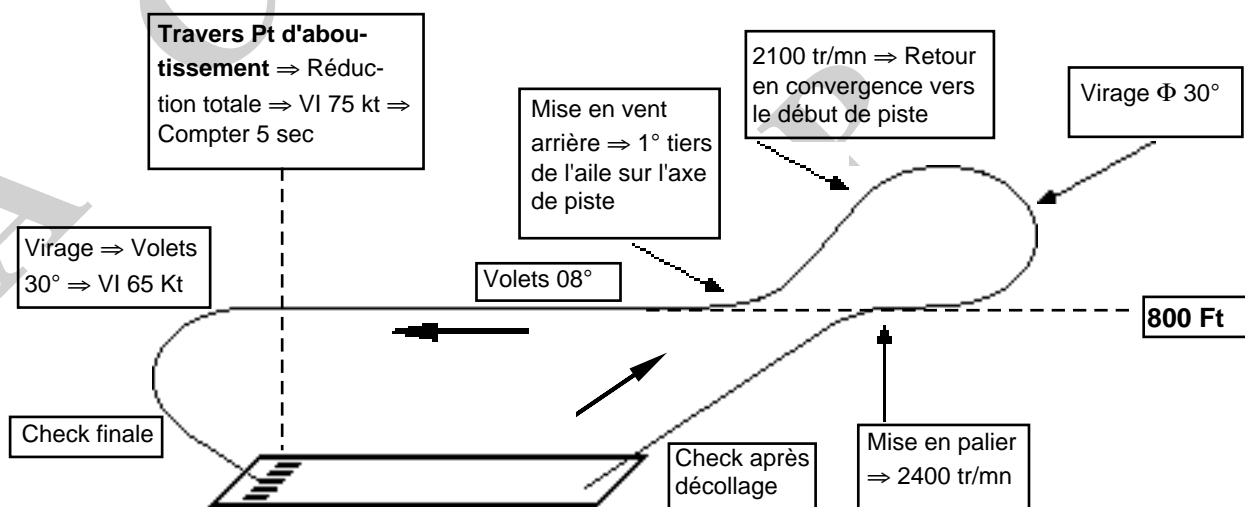 Travers Pt d'abou-
tissement ⇒ Réduc-
tion totale ⇒ VI 75 kt ⇒
Compter 5 sec
2100 tr/mn ⇒ Retour
en convergence vers
le début de piste
Virage Φ 30°
Mise en vent
arrière ⇒ 1° tiers
de l'aile sur l'axe
de piste
Virage ⇒ Volets
30° ⇒ VI 65 Kt
Volets 08°
800 Ft
Check finale
Check après
décollage
Mise en palier
⇒ 2400 tr/mn